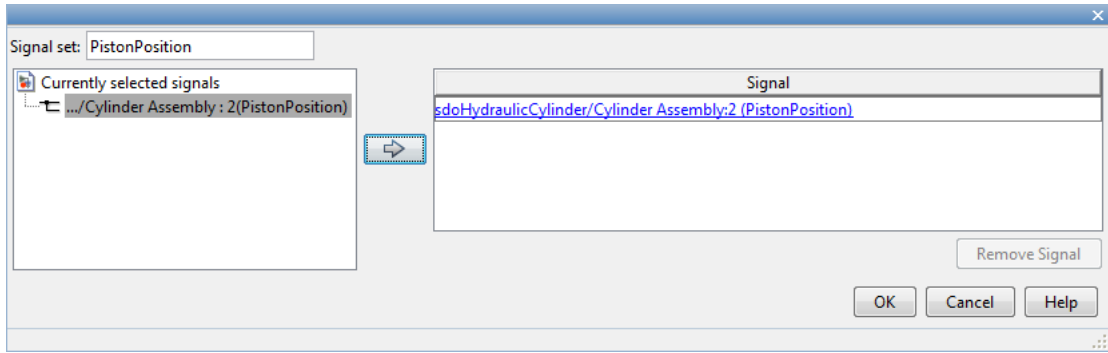 Signal set: PistonPosition
Currently selected signals
.../Cylinder Assembly : 2(PistonPosition)
Signal
sdoHydraulicCylinder/Cylinder Assembly:2 (PistonPosition)
Remove Signal
OK Cancel Help